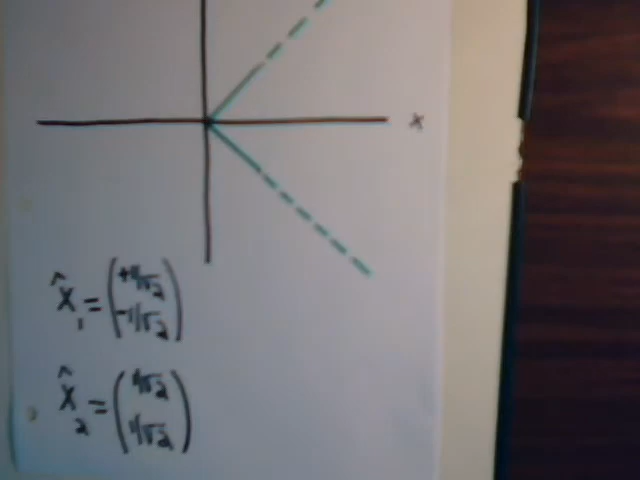 x
x̂₁ = (+1/√2
-1/√2)
x̂₂ = (1/√2
1/√2)